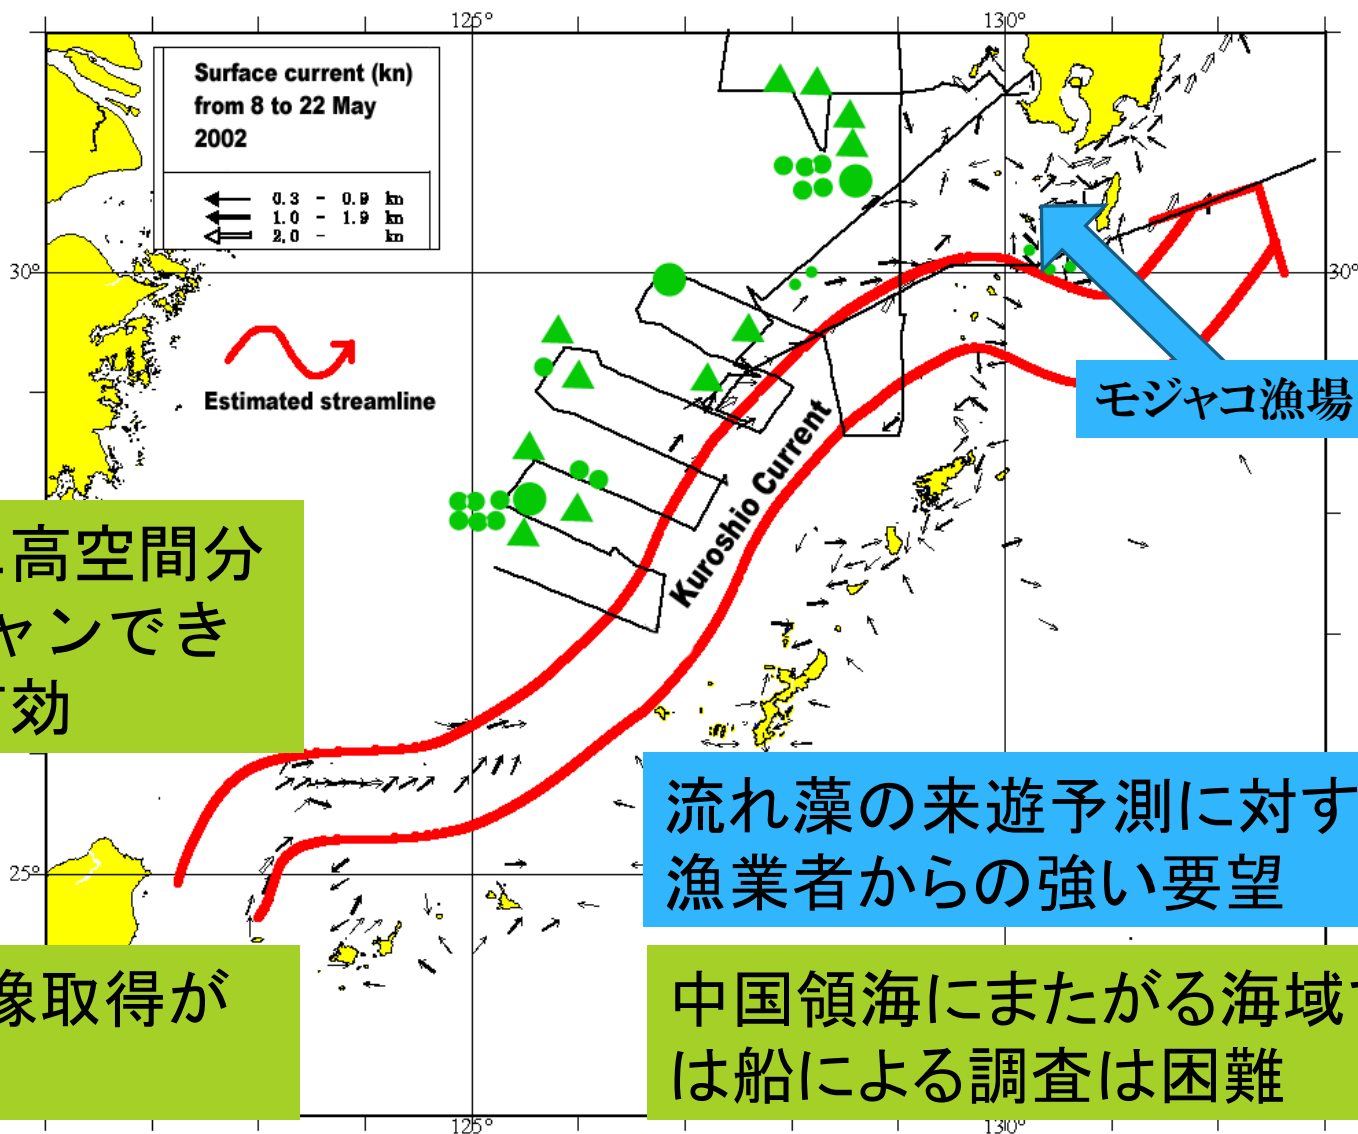 125°
130°
Surface current (kn)
from 8 to 22 May
2002
0.3 - 0.9 kn
1.0 - 1.9 kn
2.0 - kn
30°
30°
Estimated streamline
モジャコ漁場
Kuroshio Current
高空間分
ャンでき
効
流れ藻の来遊予測に対す
漁業者からの強い要望
25°
像取得が
中国領海にまたがる海域で
は船による調査は困難
125°
130°